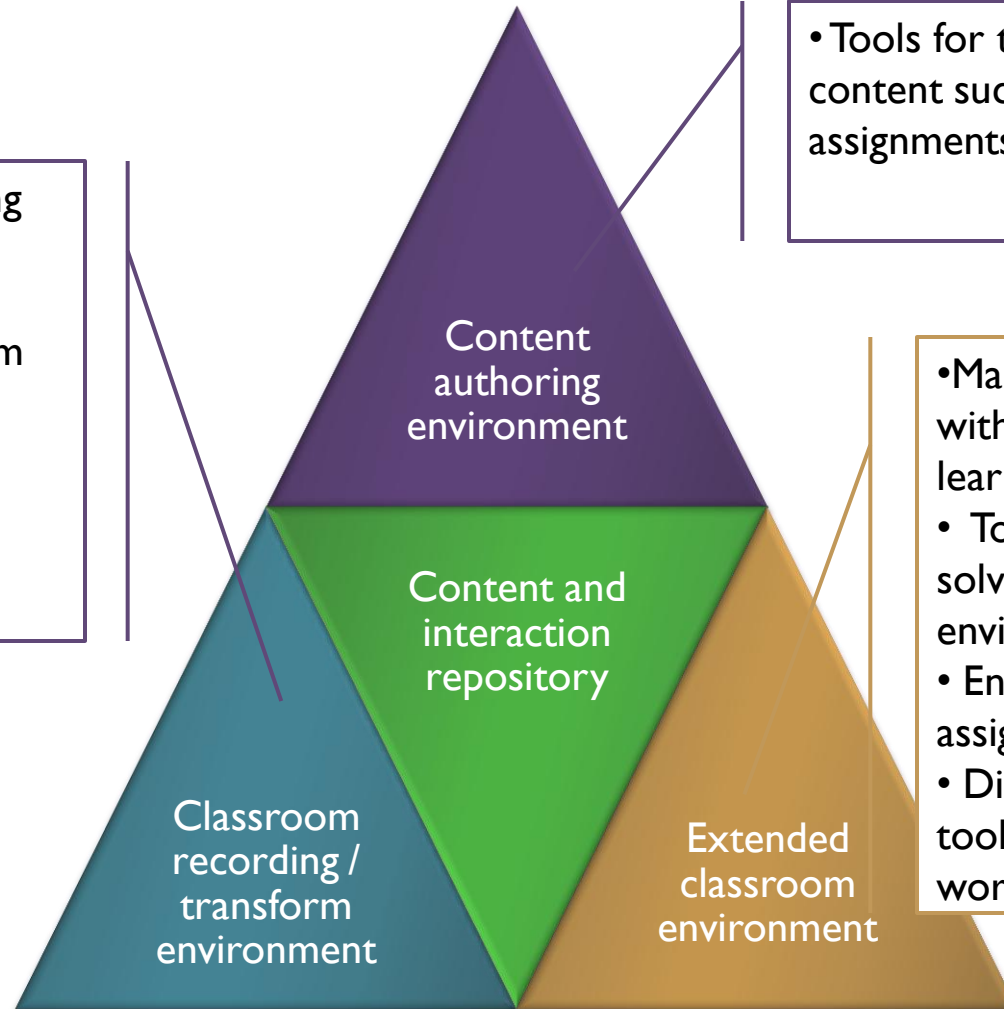 • Tools for t
content suc
assignments
g
m
Content
authoring
environment
•Ma
with
lear
• To
solv
envi
• En
assig
• Di
tool
wor
Content and
interaction
repository
Classroom
recording /
transform
environment
Extended
classroom
environment